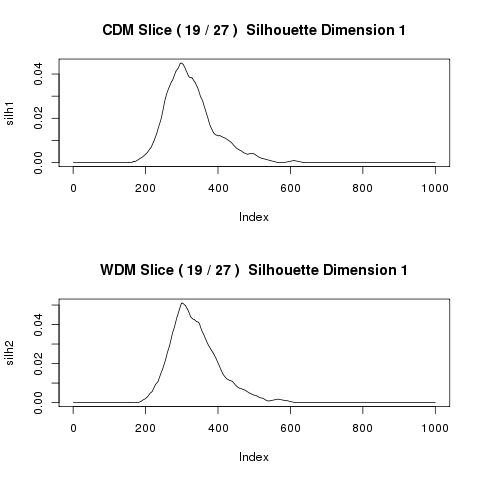 CDM Slice ( 19 / 27 )  Silhouette Dimension 1
silh1
0.04
0.02
0.00
0 200 400 600 800 1000
Index
WDM Slice ( 19 / 27 )  Silhouette Dimension 1
silh2
0.04
0.02
0.00
0 200 400 600 800 1000
Index